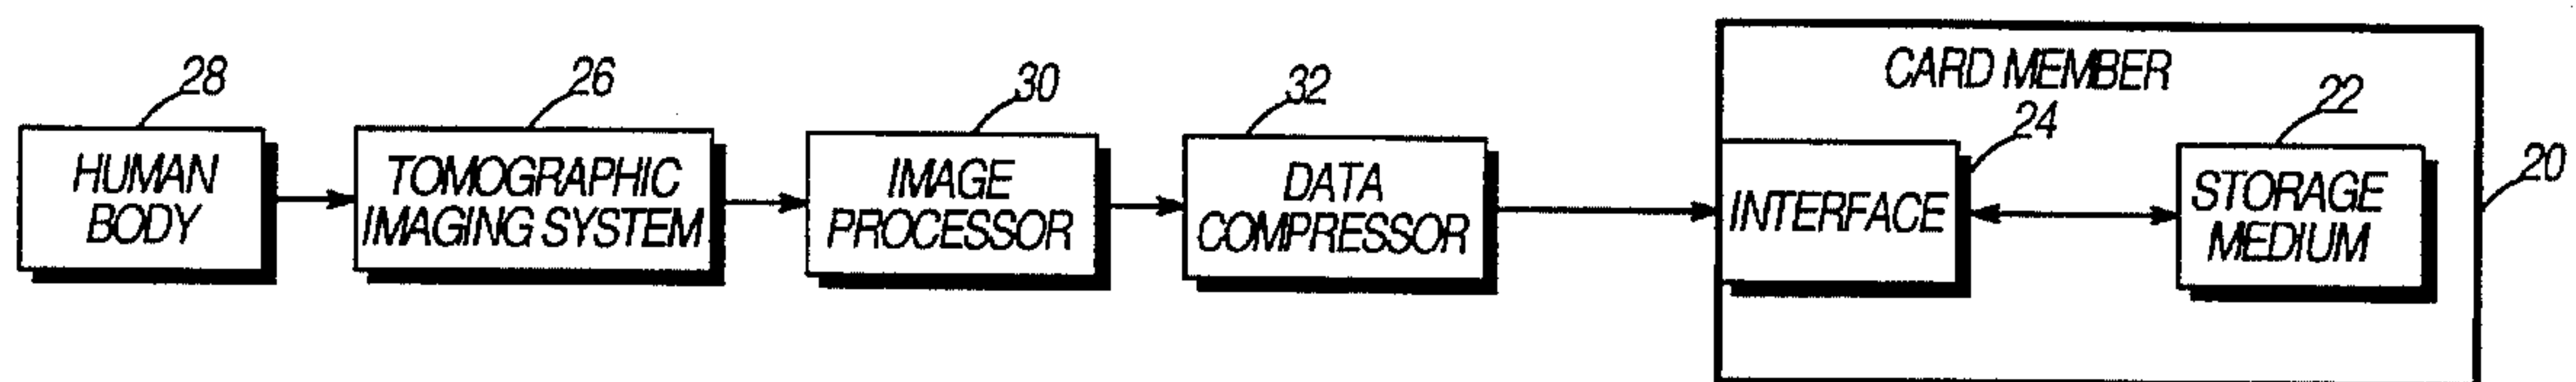 28
26
30
32
CARD MEMBER
24
22
20
HUMAN
BODY
TOMOGRAPHIC
IMAGING SYSTEM
IMAGE
PROCESSOR
DATA
COMPRESSOR
INTERFACE
STORAGE
MEDIUM